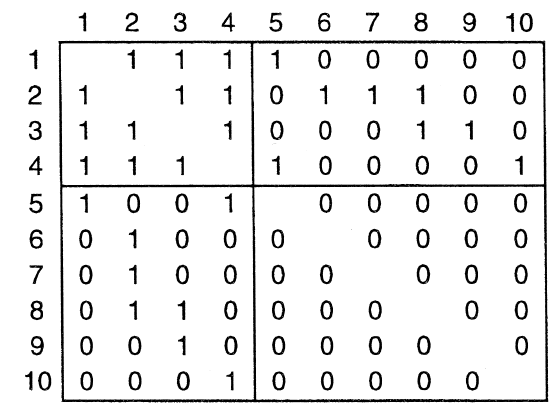 1 2 3 4 5 6 7 8 9 10
1 1 1 1 1 0 0 0 0 0
2 1 1 1 0 1 1 1 0 0
3 1 1 1 0 0 0 1 1 0
4 1 1 1 1 0 0 0 0 1
5 1 0 0 1 0 0 0 0 0
6 0 1 0 0 0 0 0 0 0
7 0 1 0 0 0 0 0 0 0
8 0 1 1 0 0 0 0 0 0
9 0 0 1 0 0 0 0 0 0
10 0 0 0 1 0 0 0 0 0